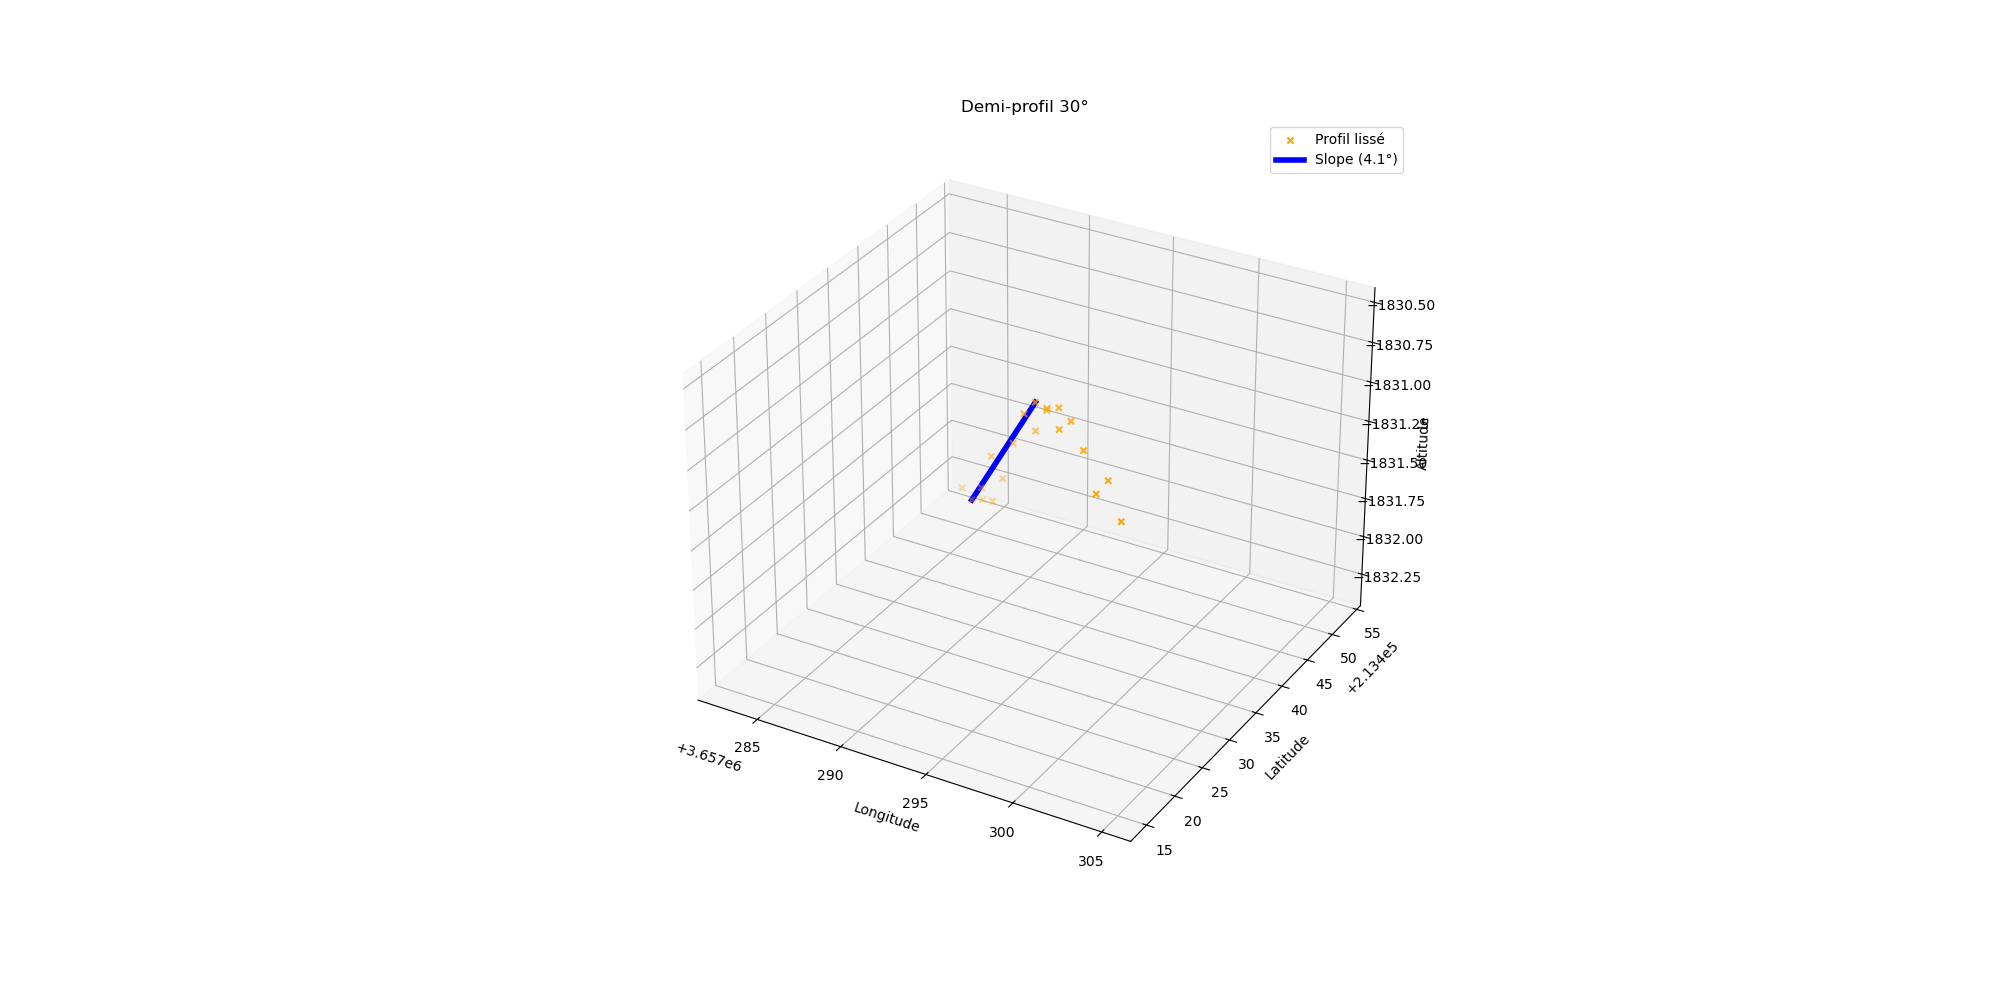 Demi-profil 30°
Profil lissé
Slope (4.1°)
−1830.50
−1830.75
−1831.00
−1831.25
−1831.50
−1831.75
−1832.00
−1832.25
Altitude
55
50
45
40
35
30
25
20
15
+2.134e5
Latitude
285
290
295
300
305
+3.657e6
Longitude